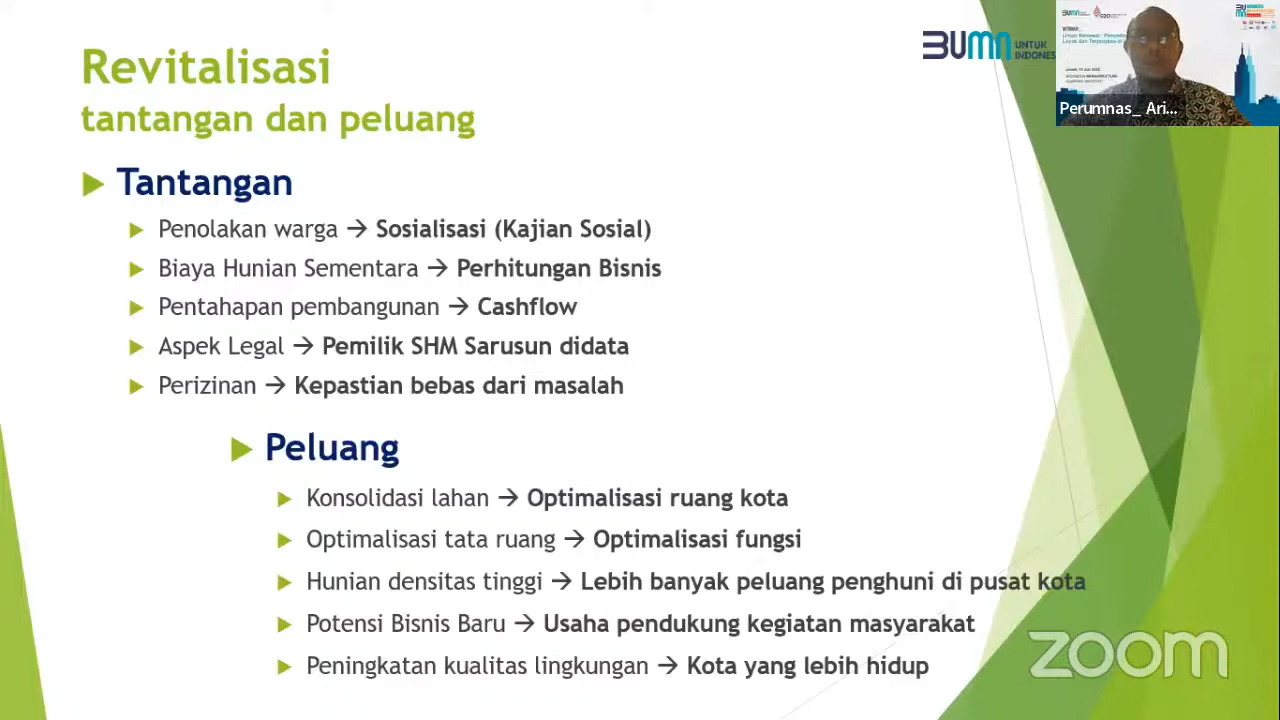 Revitalisasi
tantangan dan peluang
Tantangan
Penolakan warga → Sosialisasi (Kajian Sosial)
Biaya Hunian Sementara → Perhitungan Bisnis
Pentahapan pembangunan → Cashflow
Aspek Legal → Pemilik SHM Sarusun didata
Perizinan → Kepastian bebas dari masalah
Peluang
Konsolidasi lahan → Optimalisasi ruang kota
Optimalisasi tata ruang → Optimalisasi fungsi
Hunian densitas tinggi → Lebih banyak peluang penghuni di pusat kota
Potensi Bisnis Baru → Usaha pendukung kegiatan masyarakat
Peningkatan kualitas lingkungan → Kota yang lebih hidup
BUMN UNTUK
INDONES
BUMN
Perumnas_ Ari...
zoom